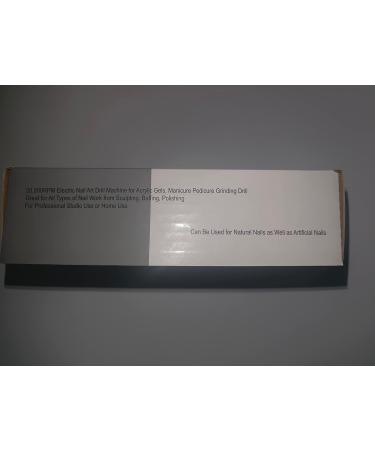 20,000RPM Electric Nail Art Drill Machine for Acrylic Gels, Manicure Pedicure Grinding Drill
Great for All Types of Nail Work from Sculpting, Buffing, Polishing
For Professional Studio Use or Home Use
Can Be Used for Natural Nails as Well as Artificial Nails